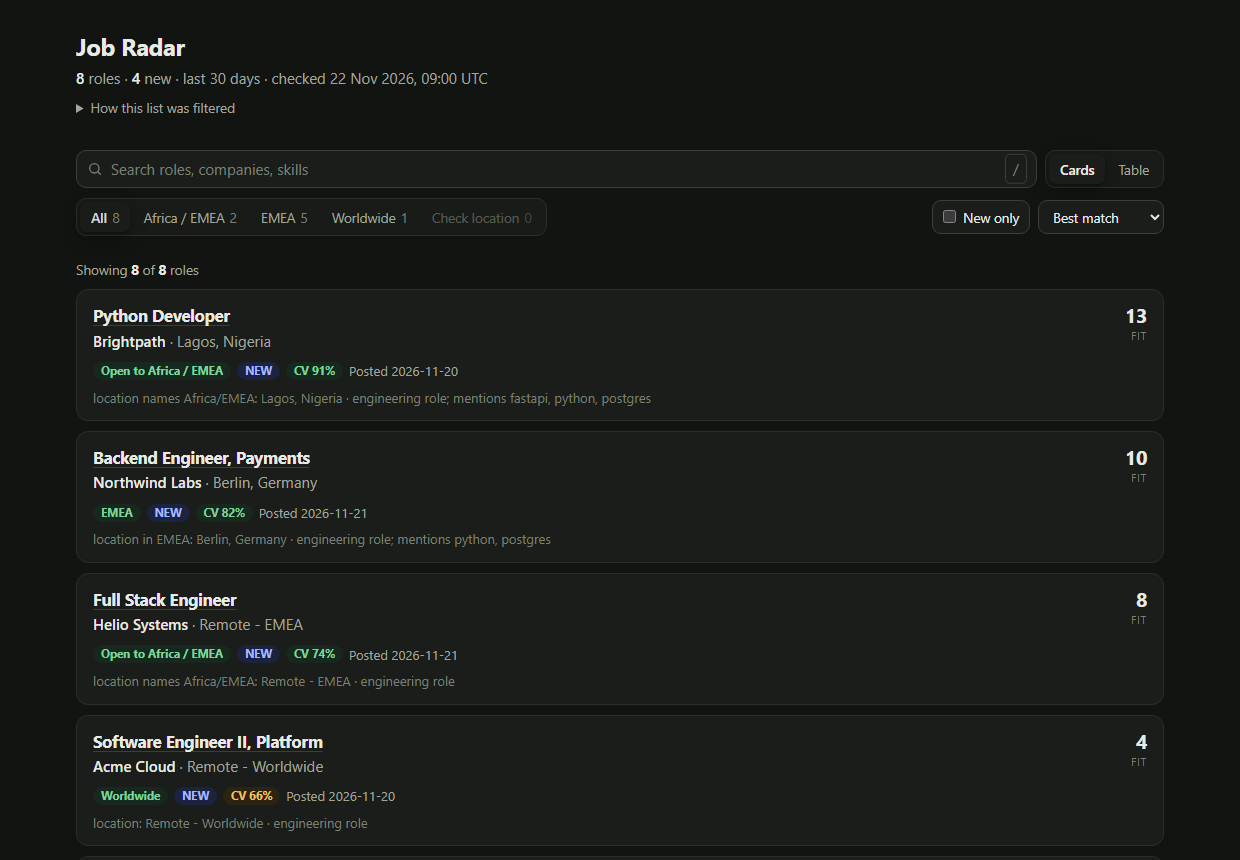 Job Radar
8 roles · 4 new · last 30 days · checked 22 Nov 2026, 09:00 UTC
▶ How this list was filtered
Search roles, companies, skills /
Cards Table
All 8 Africa / EMEA 2 EMEA 5 Worldwide 1 Check location 0
New only Best match
Showing 8 of 8 roles
Python Developer
13
Brightpath · Lagos, Nigeria
FIT
Open to Africa / EMEA NEW CV 91% Posted 2026-11-20
location names Africa/EMEA: Lagos, Nigeria · engineering role; mentions fastapi, python, postgres
Backend Engineer, Payments
10
Northwind Labs · Berlin, Germany
FIT
EMEA NEW CV 82% Posted 2026-11-21
location in EMEA: Berlin, Germany · engineering role; mentions python, postgres
Full Stack Engineer
8
Helio Systems · Remote - EMEA
FIT
Open to Africa / EMEA NEW CV 74% Posted 2026-11-21
location names Africa/EMEA: Remote - EMEA · engineering role
Software Engineer II, Platform
4
Acme Cloud · Remote - Worldwide
FIT
Worldwide NEW CV 66% Posted 2026-11-20
location: Remote - Worldwide · engineering role